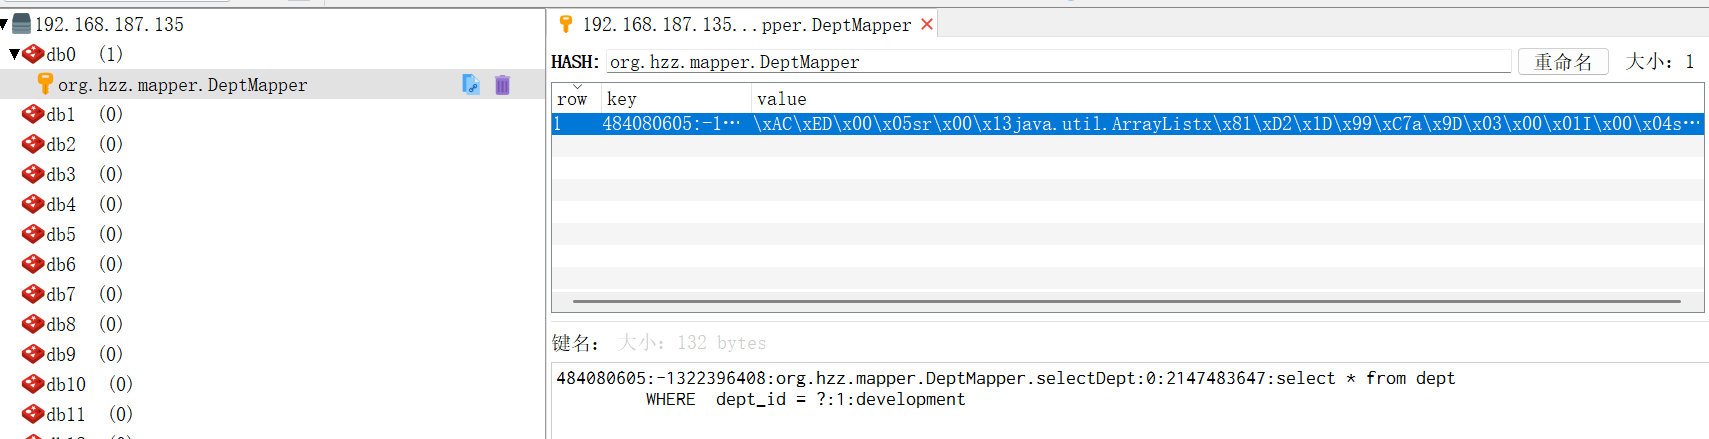 192.168.187.135
db0 (1)
org.hzz.mapper.DeptMapper
db1 (0)
db2 (0)
db3 (0)
db4 (0)
db5 (0)
db6 (0)
db7 (0)
db8 (0)
db9 (0)
db10 (0)
db11 (0)
192.168.187.135...pper.DeptMapper
HASH: org.hzz.mapper.DeptMapper 重命名 大小: 1
row key value
1 484080605:-1… \xAC\xED\x00\x05sr\x00\x13java.util.ArrayListx\x81\xD2\x1D\x99\xC7a\x9D\x03\x00\x01I\x00\x04s…
键名: 大小: 132 bytes
484080605:-1322396408:org.hzz.mapper.DeptMapper.selectDept:0:2147483647:select * from dept
WHERE dept_id = ?:1:development